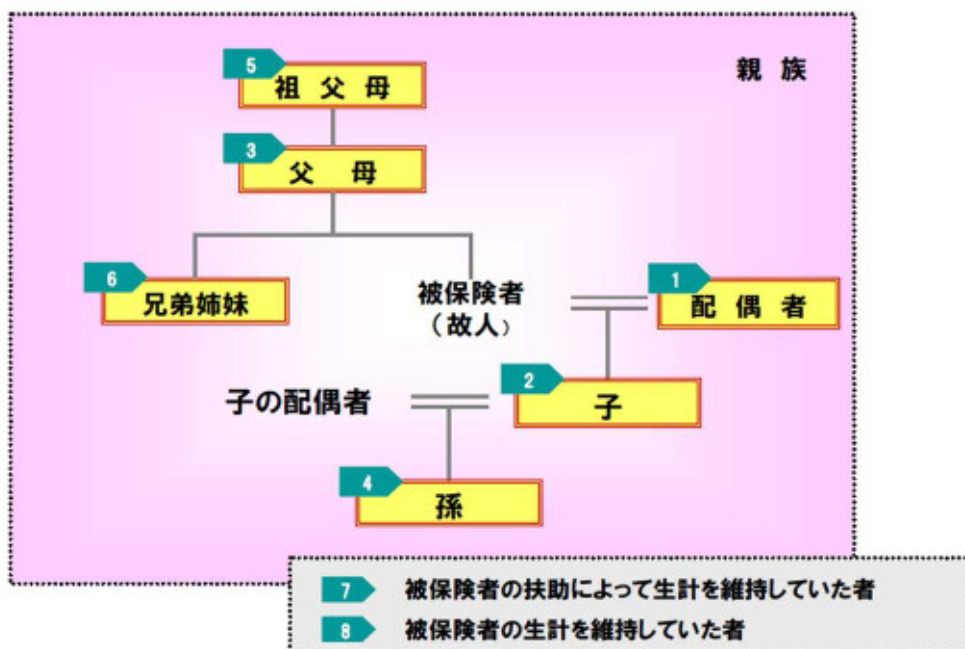 親 族
5
祖 父 母
3
父 母
6
兄弟姉妹
被保険者
（故人）
1
配 偶 者
2
子
子の配偶者
4
孫
7 被保険者の扶助によって生計を維持していた者
8 被保険者の生計を維持していた者